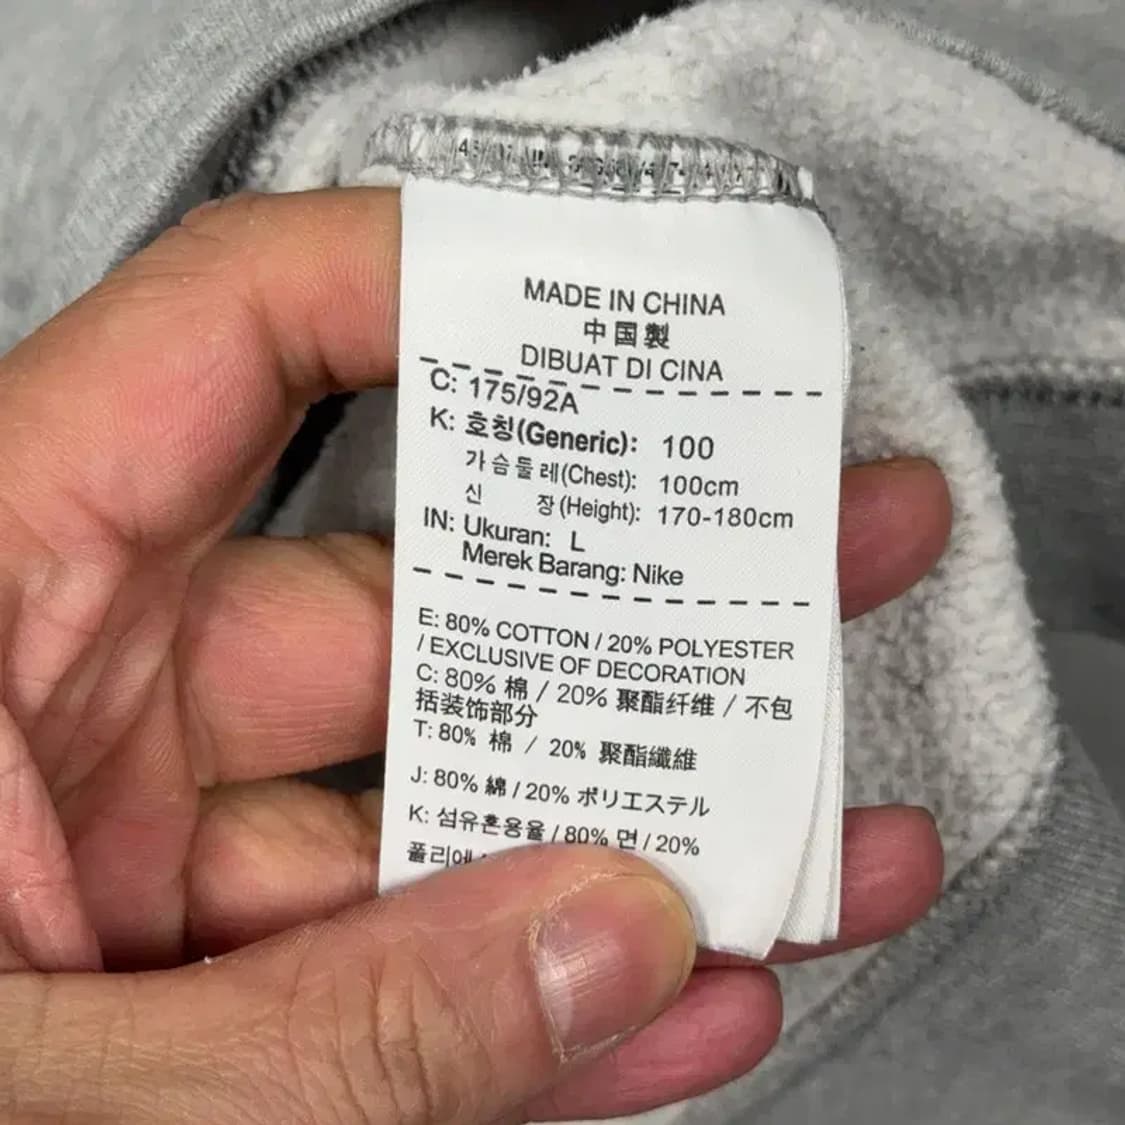 MADE IN CHINA
中国製
DIBUAT DI CINA
C: 175/92A
K: 호칭(Generic): 100
가슴둘레(Chest): 100cm
신 장(Height): 170-180cm
IN: Ukuran: L
Merek Barang: Nike
E: 80% COTTON / 20% POLYESTER
/ EXCLUSIVE OF DECORATION
C: 80% 棉 / 20% 聚酯纤维 / 不包
括装饰部分
T: 80% 棉 / 20% 聚酯纖維
J: 80% 綿 / 20% ポリエステル
K: 섬유혼용율 / 80% 면 / 20%
폴리에